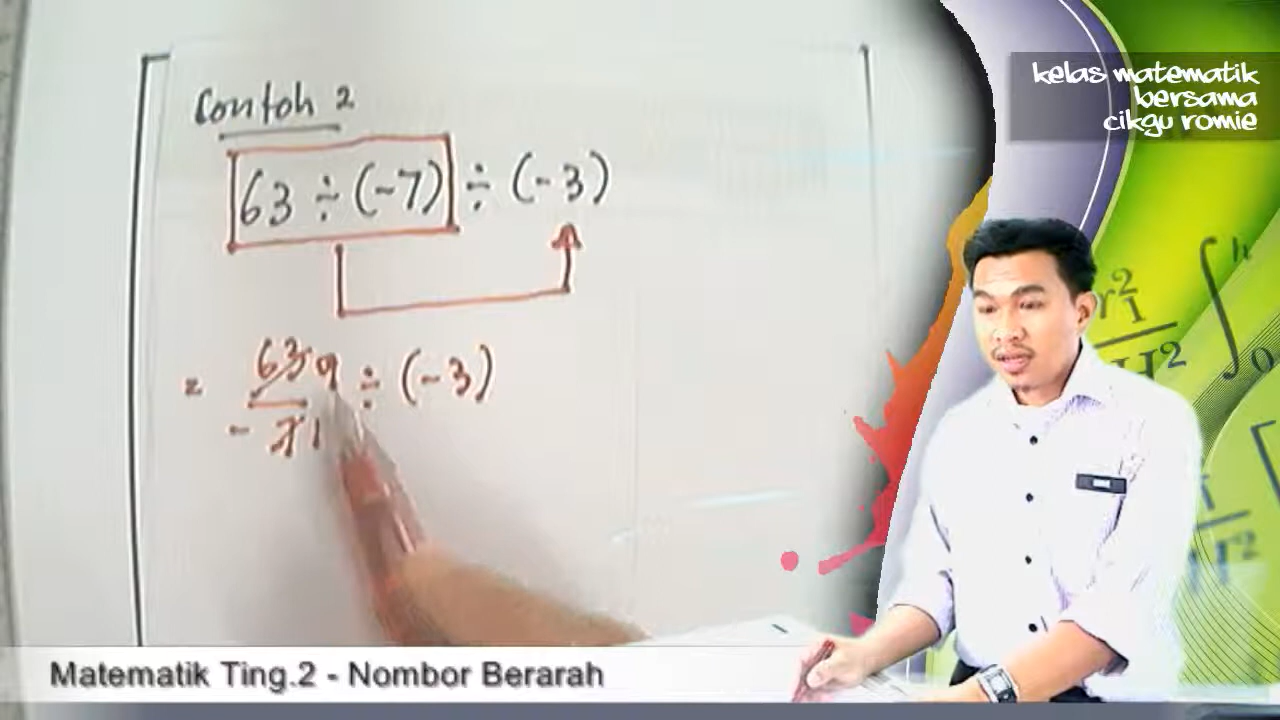 Contoh 2
63 ÷ (-7) ÷ (-3)
= 63 9 ÷ (-3)
- 7 1
kelas matematik
bersama
cikgu romie
Matematik Ting.2 - Nombor Berarah